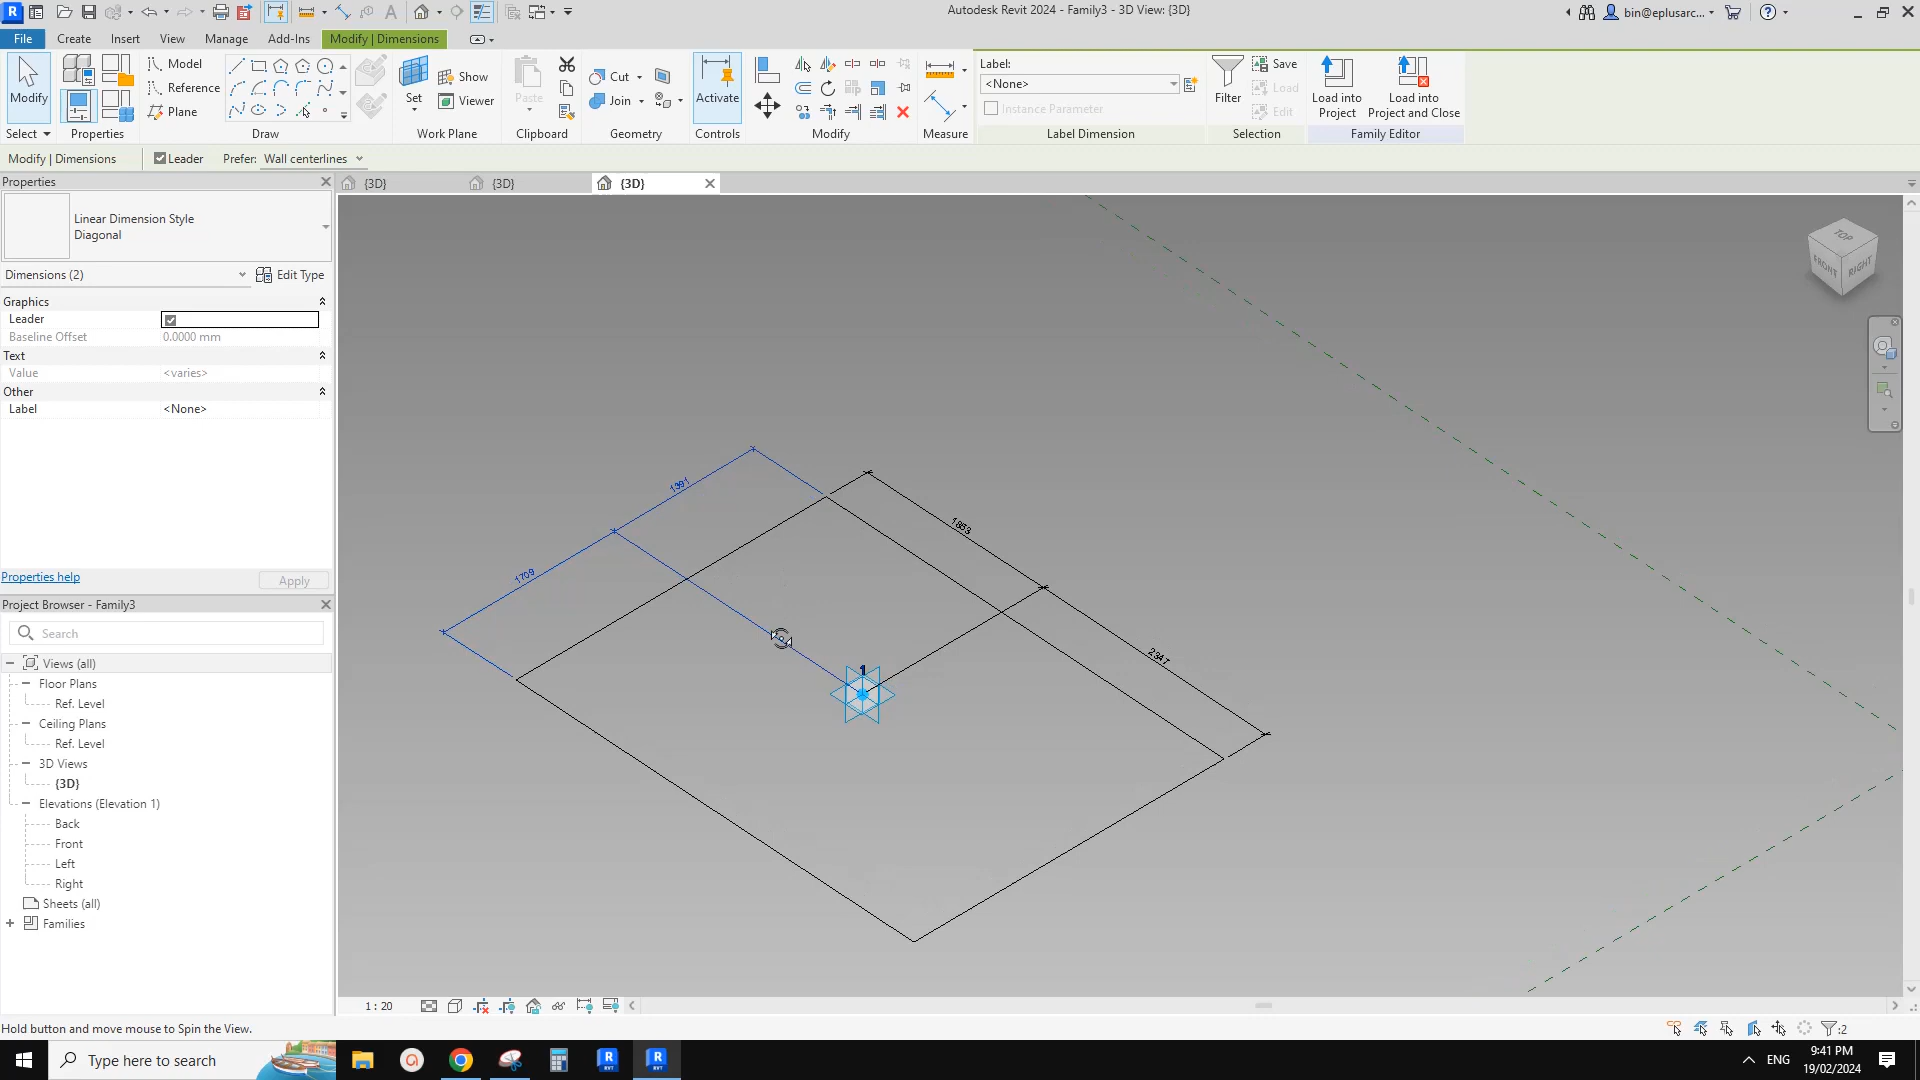 Autodesk Revit 2024 - Family3 - 3D View: {3D}
bin@eplusarc...
File
Create
Insert
View
Manage
Add-Ins
Modify | Dimensions
Modify
Select
Properties
Model
Reference
Plane
Draw
Set
Show
Viewer
Work Plane
Paste
Clipboard
Cut
Join
Geometry
Activate
Controls
Modify
Measure
Label:
<None>
Instance Parameter
Label Dimension
Filter
Save
Load
Edit
Selection
Load into
Project
Load into
Project and Close
Family Editor
Modify | Dimensions
Leader
Prefer: Wall centerlines
Properties
{3D}
{3D}
{3D}
Linear Dimension Style
Diagonal
Dimensions (2)
Edit Type
Graphics
Leader
Baseline Offset 0.0000 mm
Text
Value <varies>
Other
Label <None>
Properties help
Apply
Project Browser - Family3
Search
Views (all)
Floor Plans
Ref. Level
Ceiling Plans
Ref. Level
3D Views
{3D}
Elevations (Elevation 1)
Back
Front
Left
Right
Sheets (all)
Families
TOP
FRONT
RIGHT
1391
1709
1853
2347
1
1 : 20
Hold button and move mouse to Spin the View.
:2
Type here to search
ENG
9:41 PM
19/02/2024